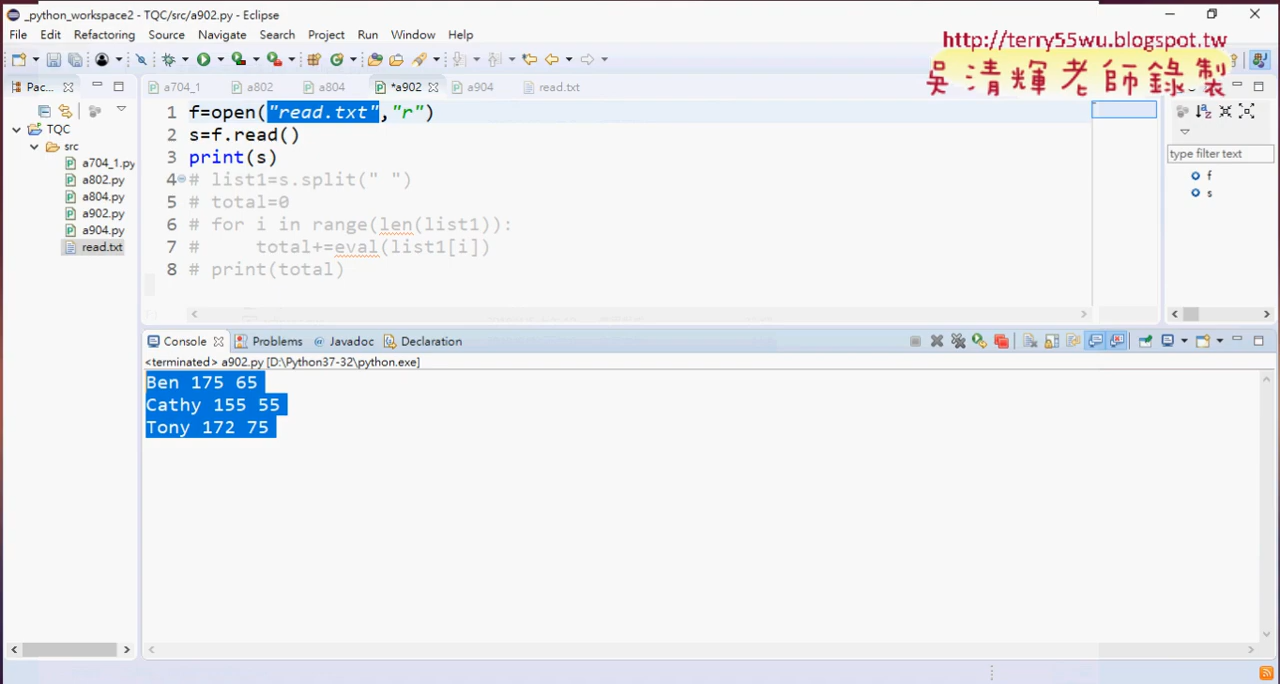 _python_workspace2 - TQC/src/a902.py - Eclipse
File Edit Refactoring Source Navigate Search Project Run Window Help
http://terry55wu.blogspot.tw
吳清輝老師錄製
Pac...
a704_1 a802 a804 *a902 a904 read.txt
TQC
src
a704_1.py
a802.py
a804.py
a902.py
a904.py
read.txt
1 f=open("read.txt","r")
2 s=f.read()
3 print(s)
4 # list1=s.split(" ")
5 # total=0
6 # for i in range(len(list1)):
7 #     total+=eval(list1[i])
8 # print(total)
type filter text
f
s
Console Problems @ Javadoc Declaration
<terminated> a902.py [D:\Python37-32\python.exe]
Ben 175 65
Cathy 155 55
Tony 172 75